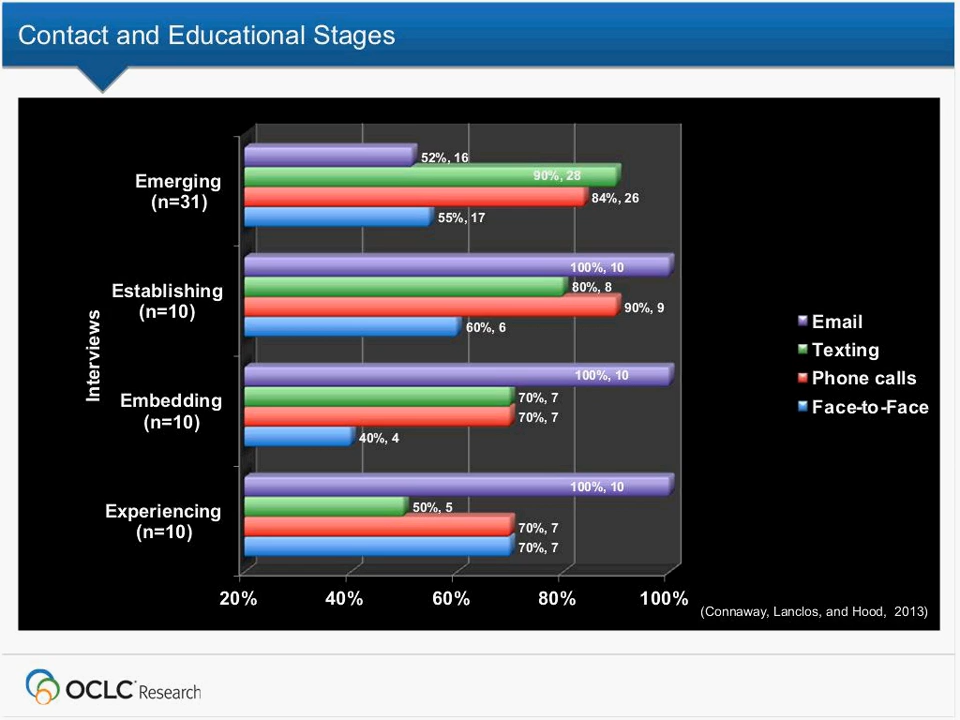 Contact and Educational Stages
Emerging
(n=31)
52%, 16
90%, 28
84%, 26
55%, 17
Establishing
(n=10)
100%, 10
80%, 8
90%, 9
60%, 6
Embedding
(n=10)
100%, 10
70%, 7
70%, 7
40%, 4
Experiencing
(n=10)
100%, 10
50%, 5
70%, 7
70%, 7
Interviews
20% 40% 60% 80% 100%
Email
Texting
Phone calls
Face-to-Face
(Connaway, Lanclos, and Hood, 2013)
OCLC Research